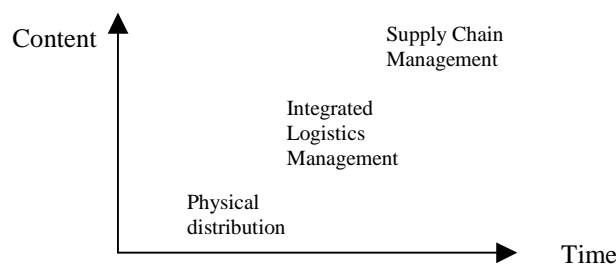 Content
Supply Chain
Management
Integrated
Logistics
Management
Physical
distribution
Time